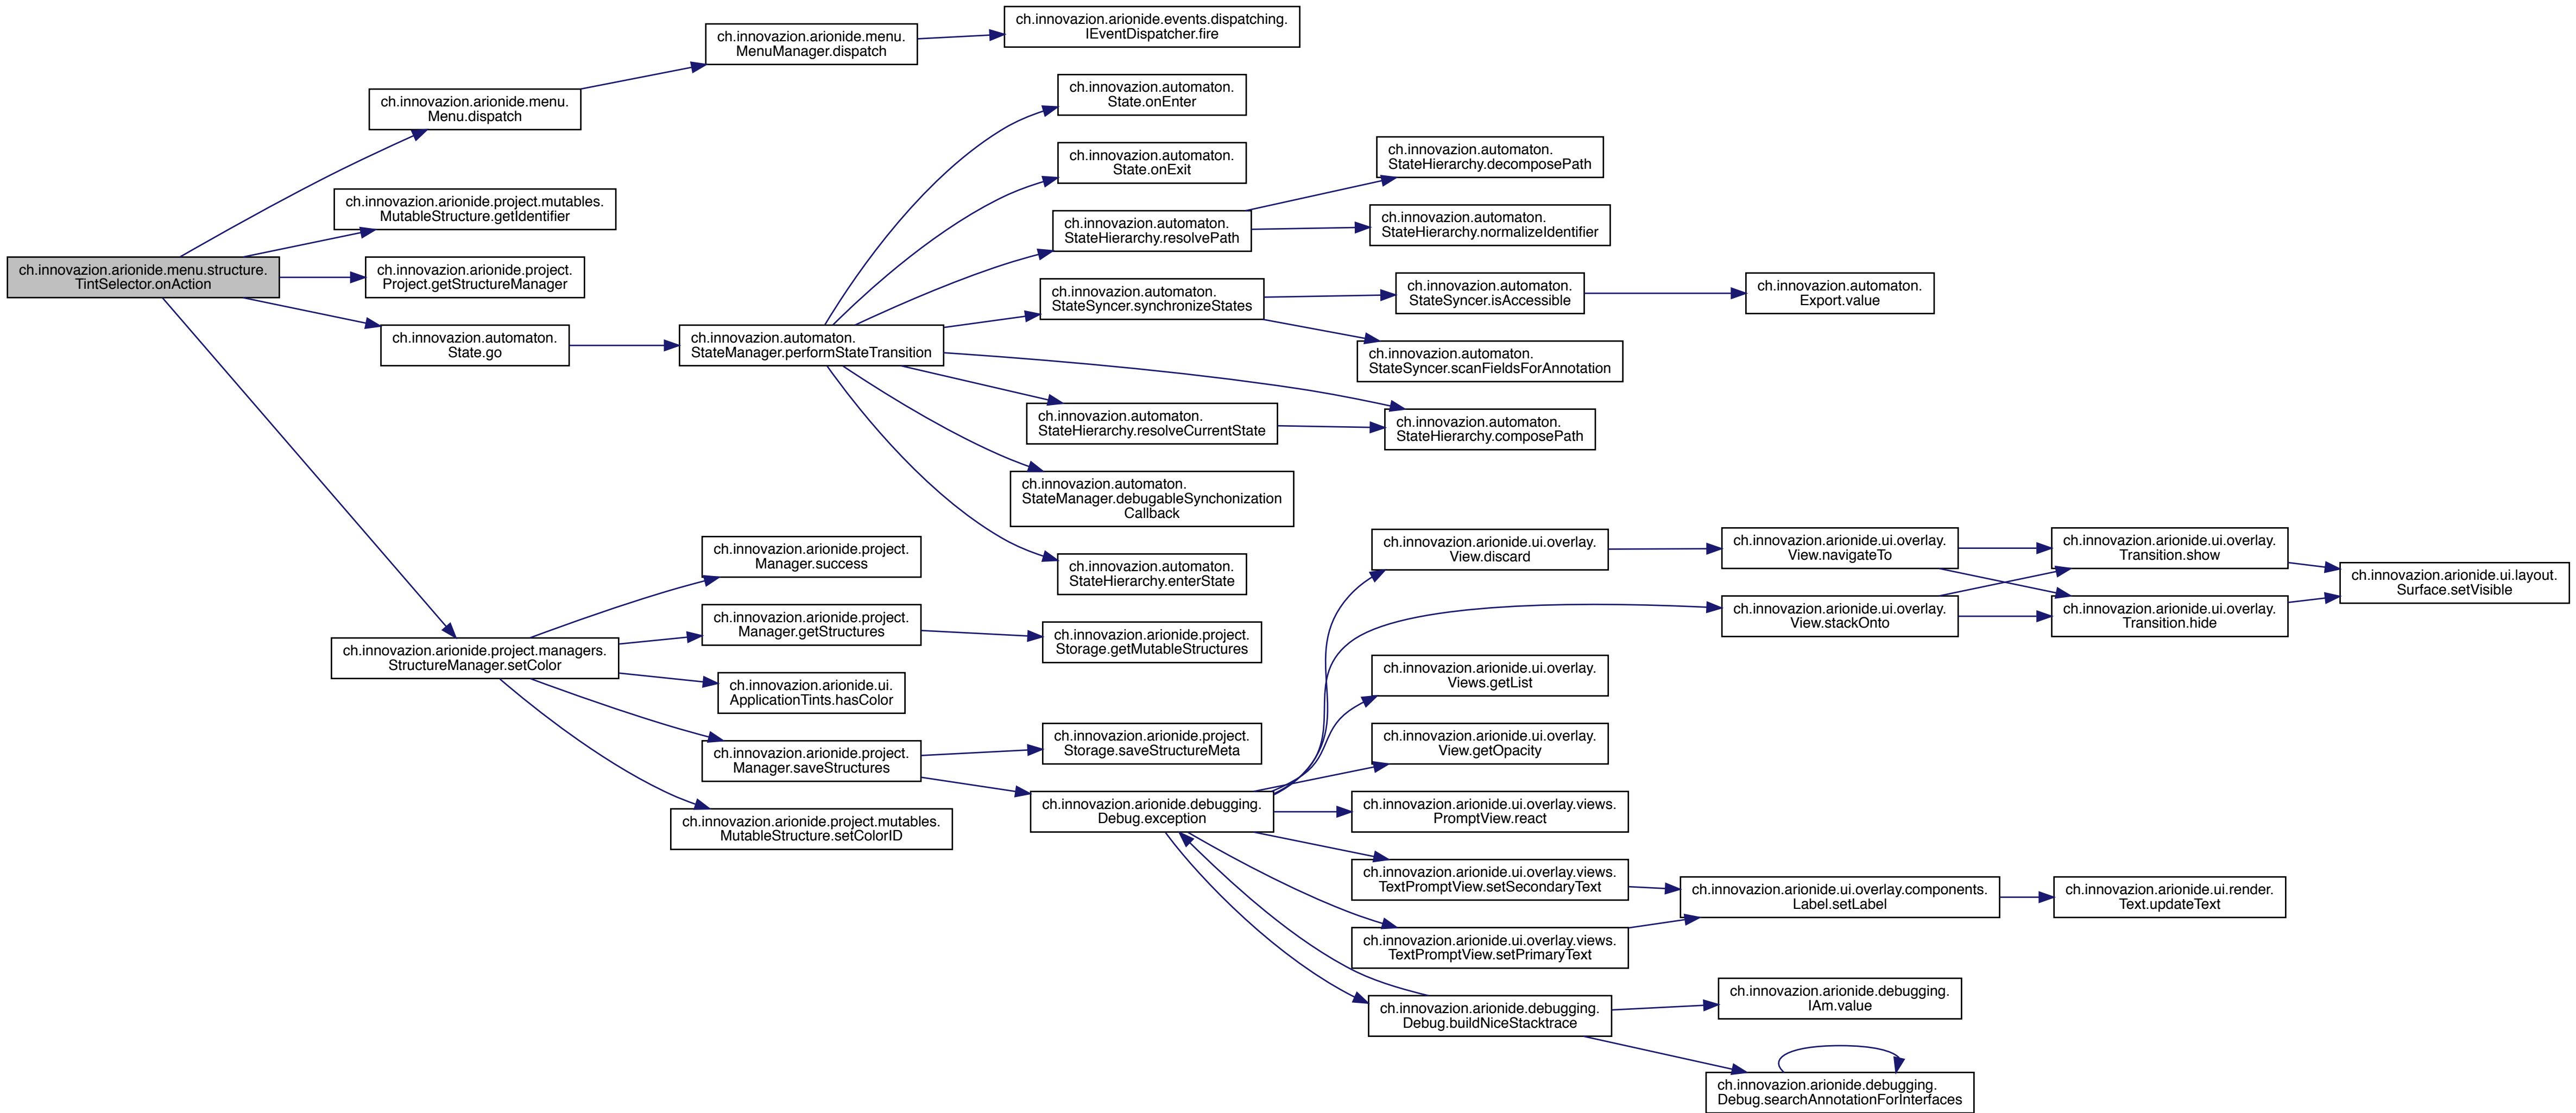 ch.innovazion.arionide.menu.structure.
TintSelector.onAction
ch.innovazion.arionide.menu.
Menu.dispatch
ch.innovazion.arionide.menu.
MenuManager.dispatch
ch.innovazion.arionide.events.dispatching.
IEventDispatcher.fire
ch.innovazion.arionide.project.mutables.
MutableStructure.getIdentifier
ch.innovazion.arionide.project.
Project.getStructureManager
ch.innovazion.automaton.
State.go
ch.innovazion.automaton.
StateManager.performStateTransition
ch.innovazion.automaton.
State.onEnter
ch.innovazion.automaton.
State.onExit
ch.innovazion.automaton.
StateHierarchy.resolvePath
ch.innovazion.automaton.
StateHierarchy.decomposePath
ch.innovazion.automaton.
StateHierarchy.normalizeIdentifier
ch.innovazion.automaton.
StateSyncer.synchronizeStates
ch.innovazion.automaton.
StateSyncer.isAccessible
ch.innovazion.automaton.
Export.value
ch.innovazion.automaton.
StateSyncer.scanFieldsForAnnotation
ch.innovazion.automaton.
StateHierarchy.resolveCurrentState
ch.innovazion.automaton.
StateHierarchy.composePath
ch.innovazion.automaton.
StateManager.debugableSynchonization
Callback
ch.innovazion.automaton.
StateHierarchy.enterState
ch.innovazion.arionide.project.managers.
StructureManager.setColor
ch.innovazion.arionide.project.
Manager.success
ch.innovazion.arionide.project.
Manager.getStructures
ch.innovazion.arionide.project.
Storage.getMutableStructures
ch.innovazion.arionide.ui.
ApplicationTints.hasColor
ch.innovazion.arionide.project.
Manager.saveStructures
ch.innovazion.arionide.project.
Storage.saveStructureMeta
ch.innovazion.arionide.project.mutables.
MutableStructure.setColorID
ch.innovazion.arionide.debugging.
Debug.exception
ch.innovazion.arionide.ui.overlay.
View.discard
ch.innovazion.arionide.ui.overlay.
View.navigateTo
ch.innovazion.arionide.ui.overlay.
Transition.show
ch.innovazion.arionide.ui.layout.
Surface.setVisible
ch.innovazion.arionide.ui.overlay.
View.stackOnto
ch.innovazion.arionide.ui.overlay.
Transition.hide
ch.innovazion.arionide.ui.overlay.
Views.getList
ch.innovazion.arionide.ui.overlay.
View.getOpacity
ch.innovazion.arionide.ui.overlay.views.
PromptView.react
ch.innovazion.arionide.ui.overlay.views.
TextPromptView.setSecondaryText
ch.innovazion.arionide.ui.overlay.components.
Label.setLabel
ch.innovazion.arionide.ui.render.
Text.updateText
ch.innovazion.arionide.ui.overlay.views.
TextPromptView.setPrimaryText
ch.innovazion.arionide.debugging.
Debug.buildNiceStacktrace
ch.innovazion.arionide.debugging.
IAm.value
ch.innovazion.arionide.debugging.
Debug.searchAnnotationForInterfaces